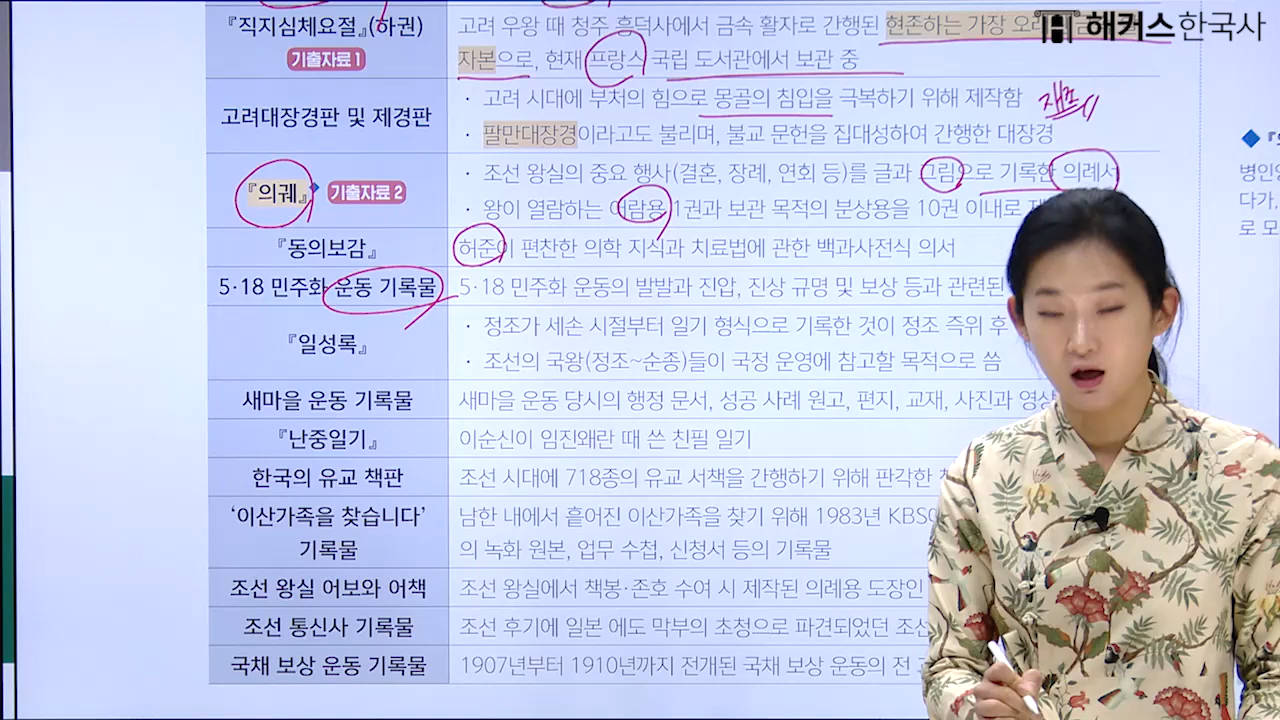 『직지심체요절』(하권)
기출자료 1
고려 우왕 때 청주 흥덕사에서 금속 활자로 간행된 현존하는 가장
자본으로, 현재 프랑스 국립 도서관에서 보관 중
해커스한국사
고려대장경판 및 제경판
· 고려 시대에 부처의 힘으로 몽골의 침입을 극복하기 위해 제작함
재조
· 팔만대장경이라고도 불리며, 불교 문헌을 집대성하여 간행한 대장경
『의궤』 기출자료 2
· 조선 왕실의 중요 행사(결혼, 장례, 연회 등)를 글과 그림으로 기록한 의례서
· 왕이 열람하는 어람용 1권과 보관 목적의 분상용을 10권 이내로
『동의보감』
허준이 편찬한 의학 지식과 치료법에 관한 백과사전식 의서
5·18 민주화 운동 기록물
5·18 민주화 운동의 발발과 진압, 진상 규명 및 보상 등과 관련된
『일성록』
· 정조가 세손 시절부터 일기 형식으로 기록한 것이 정조 즉위 후
· 조선의 국왕(정조~순종)들이 국정 운영에 참고할 목적으로 씀
새마을 운동 기록물
새마을 운동 당시의 행정 문서, 성공 사례 원고, 편지, 교재, 사진과 영상
『난중일기』
이순신이 임진왜란 때 쓴 친필 일기
한국의 유교 책판
조선 시대에 718종의 유교 서책을 간행하기 위해 판각한
'이산가족을 찾습니다'
기록물
남한 내에서 흩어진 이산가족을 찾기 위해 1983년
의 녹화 원본, 업무 수첩, 신청서 등의 기록물
조선 왕실 어보와 어책
조선 왕실에서 책봉·존호 수여 시 제작된 의례용 도장인
조선 통신사 기록물
조선 후기에 일본 에도 막부의 초청으로 파견되었던
국채 보상 운동 기록물
1907년부터 1910년까지 전개된 국채 보상 운동의 전
다가,
로 모